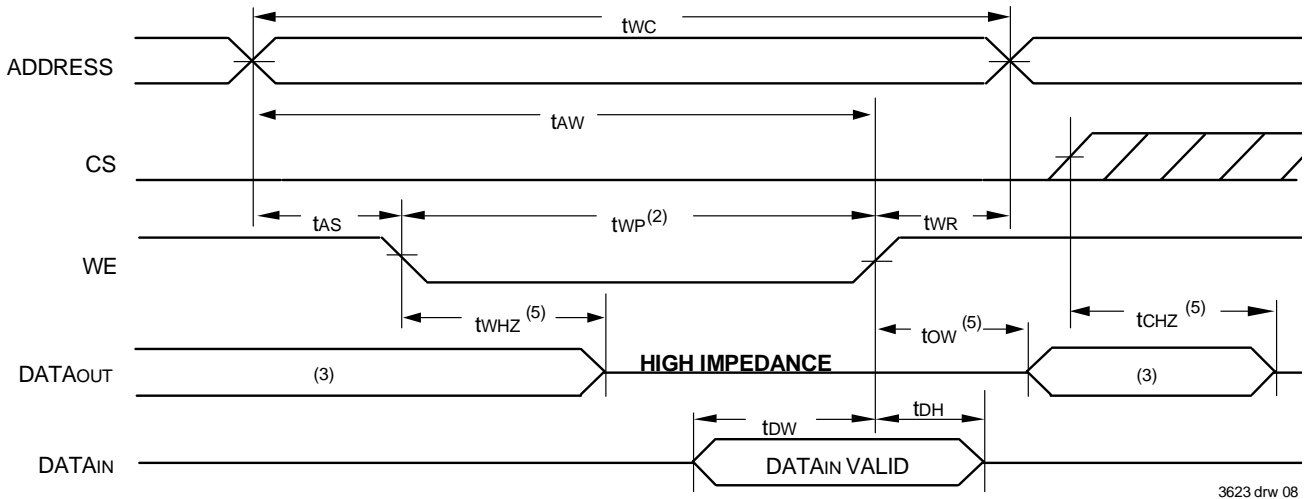 tWC
ADDRESS
tAW
CS
tAS
tWP(2)
tWR
WE
tWHZ (5)
tOW (5)
tCHZ (5)
DATAOUT
(3)
HIGH IMPEDANCE
(3)
tDW
tDH
DATAIN
DATAIN VALID
3623 drw 08